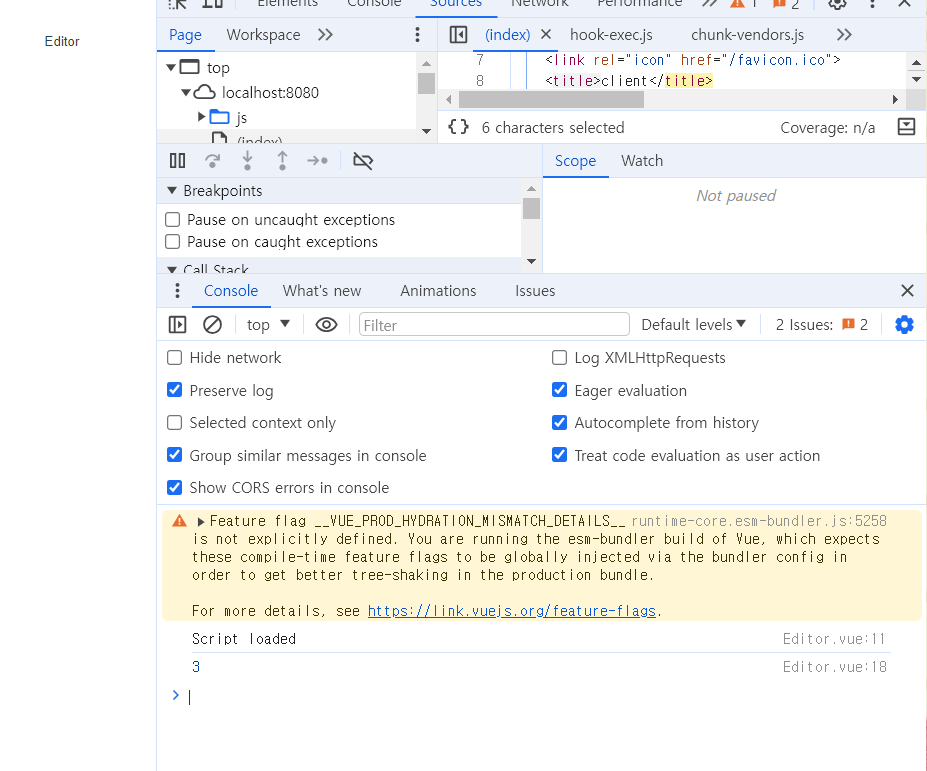 Editor
Elements Console Sources Network Performance 1 2
Page Workspace
(index) hook-exec.js chunk-vendors.js
top
localhost:8080
js
(index)
7 <link rel="icon" href="/favicon.ico">
8 <title>client</title>
{} 6 characters selected Coverage: n/a
Scope Watch
Breakpoints
Not paused
Pause on uncaught exceptions
Pause on caught exceptions
Call Stack
Console What's new Animations Issues
top Filter Default levels 2 Issues: 2
Hide network Log XMLHttpRequests
Preserve log Eager evaluation
Selected context only Autocomplete from history
Group similar messages in console Treat code evaluation as user action
Show CORS errors in console
Feature flag __VUE_PROD_HYDRATION_MISMATCH_DETAILS__ runtime-core.esm-bundler.js:5258
is not explicitly defined. You are running the esm-bundler build of Vue, which expects
these compile-time feature flags to be globally injected via the bundler config in
order to get better tree-shaking in the production bundle.
For more details, see https://link.vuejs.org/feature-flags.
Script loaded Editor.vue:11
3 Editor.vue:18
>